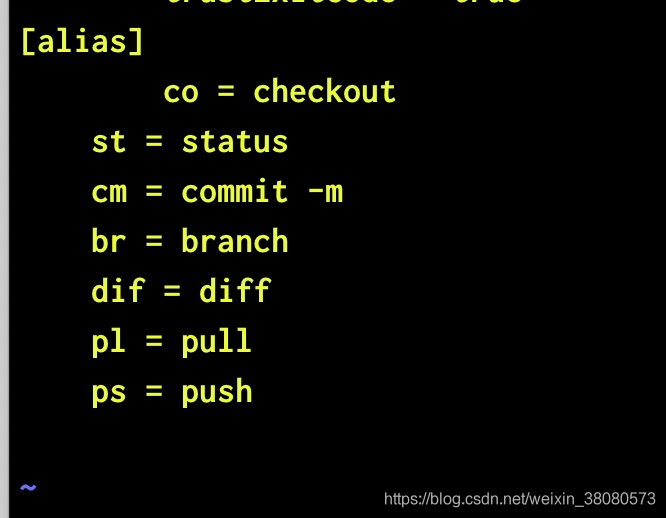 [alias]
        co = checkout
    st = status
    cm = commit -m
    br = branch
    dif = diff
    pl = pull
    ps = push
~
https://blog.csdn.net/weixin_38080573